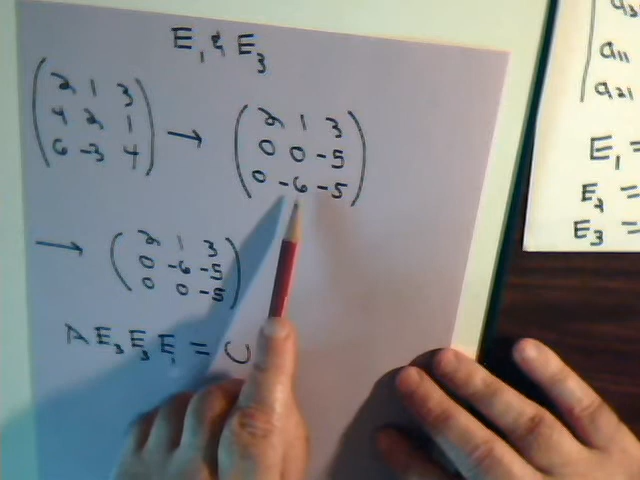 E₁ & E₃
( 2 1 3 )
( 4 2 1 )
( 6 -3 4 )
→
( 2 1 3 )
( 0 0 -5 )
( 0 -6 -5 )
→
( 2 1 3 )
( 0 -6 -5 )
( 0 0 -5 )
A E₃ E₃ E₁ = C
a₁₁
a₂₁
E₁ =
E₂ =
E₃ =